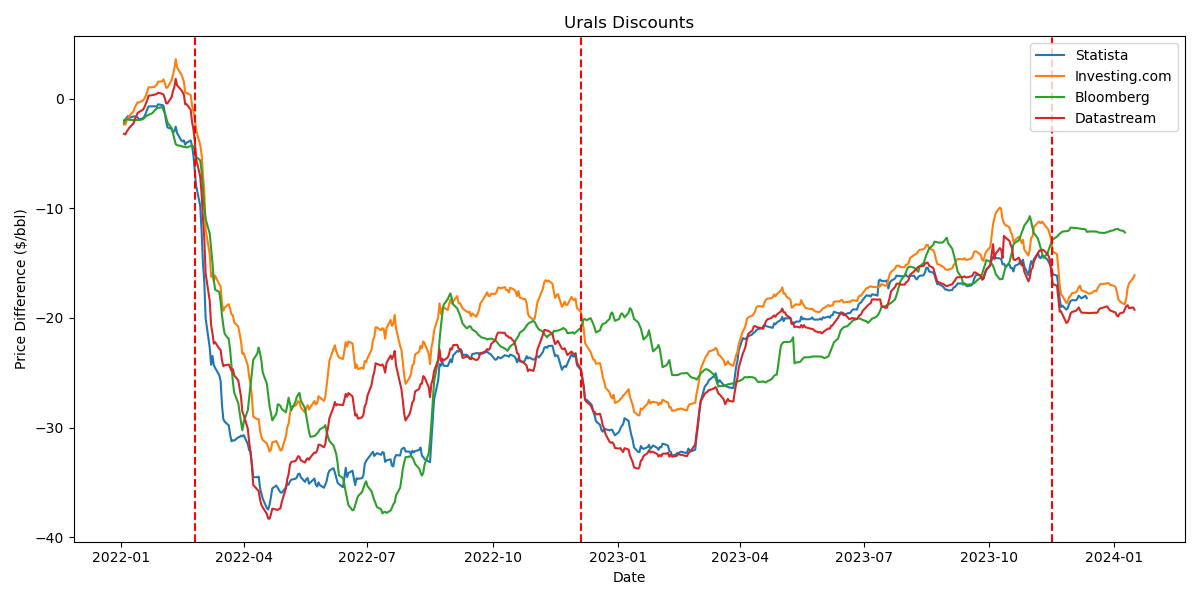 Urals Discounts
Statista
Investing.com
Bloomberg
Datastream
Price Difference ($/bbl)
0
−10
−20
−30
−40
2022-01
2022-04
2022-07
2022-10
2023-01
2023-04
2023-07
2023-10
2024-01
Date